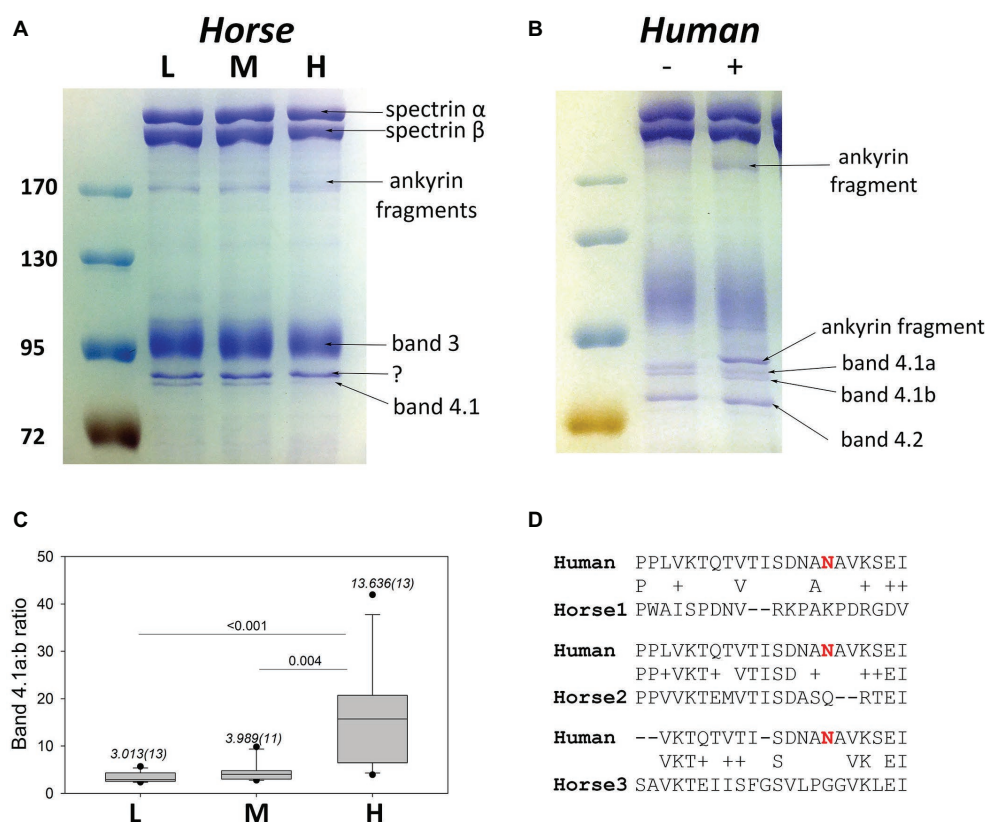 A
Horse
L M H
spectrin α
spectrin β
ankyrin
fragments
170
130
95
72
band 3
?
band 4.1
B
Human
- +
ankyrin
fragment
ankyrin fragment
band 4.1a
band 4.1b
band 4.2
C
Band 4.1a:b ratio
50
40
30
20
10
0
3.013(13)
3.989(11)
13.636(13)
<0.001
0.004
L M H
D
Human PPLVKTQTVTISDNANAVKSEI
P + V A + ++
Horse1 PWAISPDNV--RKPAKPDRGDV
Human PPLVKTQTVTISDNANAVKSEI
PP+VKT+ VTISD + ++EI
Horse2 PPVVKTEMVTISDASQ--RTEI
Human --VKTQTVTI-SDNANAVKSEI
VKT+ ++ S VK EI
Horse3 SAVKTEIISFGSVLPGGVKLEI